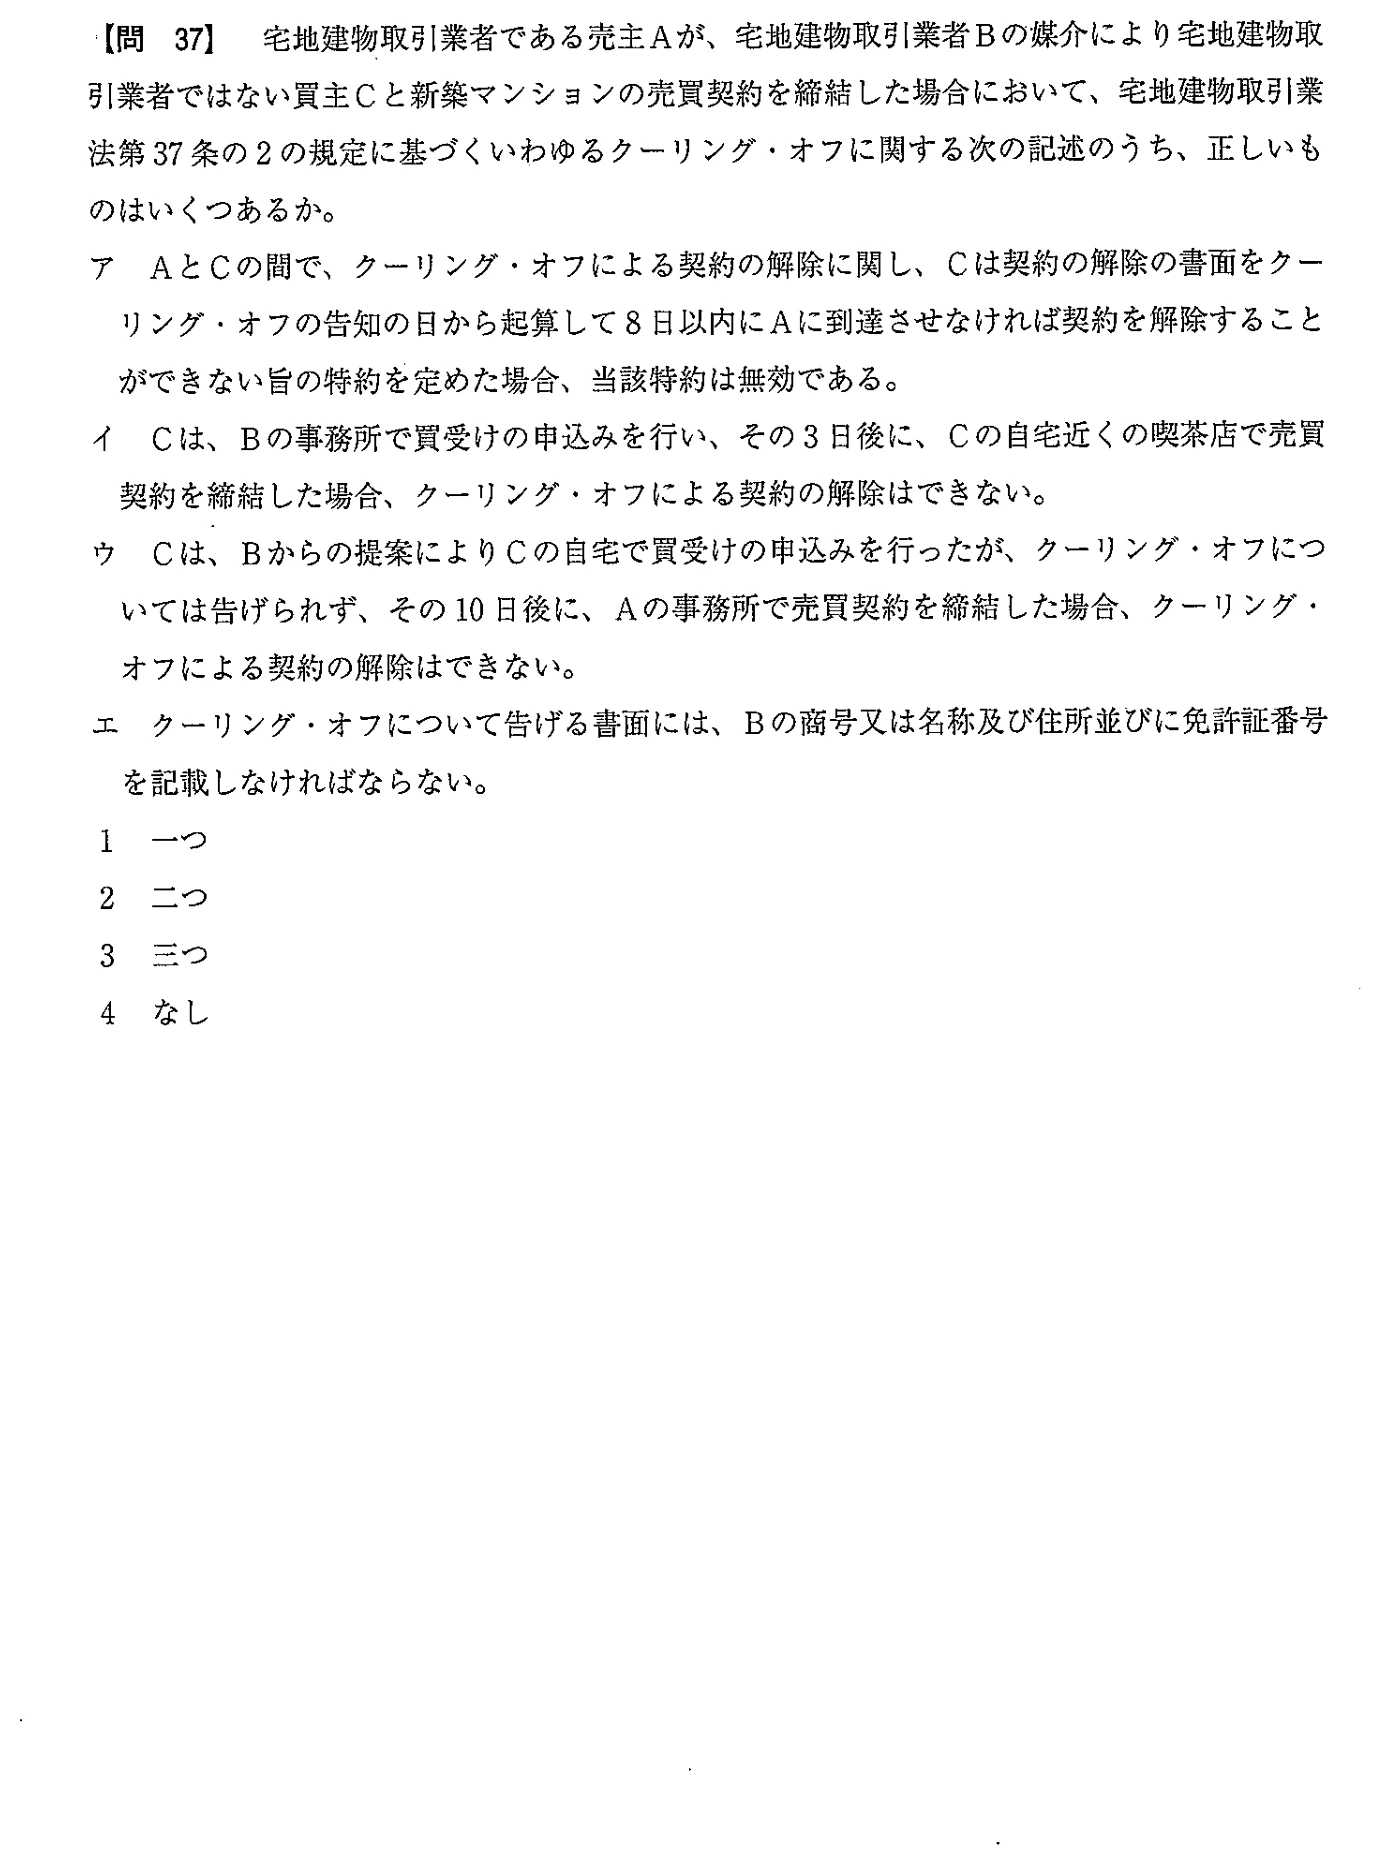 【問　37】　宅地建物取引業者である売主Aが、宅地建物取引業者Bの媒介により宅地建物取
引業者ではない買主Cと新築マンションの売買契約を締結した場合において、宅地建物取引業
法第37条の2の規定に基づくいわゆるクーリング・オフに関する次の記述のうち、正しいも
のはいくつあるか。
ア　AとCの間で、クーリング・オフによる契約の解除に関し、Cは契約の解除の書面をクー
リング・オフの告知の日から起算して8日以内にAに到達させなければ契約を解除すること
ができない旨の特約を定めた場合、当該特約は無効である。
イ　Cは、Bの事務所で買受けの申込みを行い、その3日後に、Cの自宅近くの喫茶店で売買
契約を締結した場合、クーリング・オフによる契約の解除はできない。
ウ　Cは、Bからの提案によりCの自宅で買受けの申込みを行ったが、クーリング・オフにつ
いては告げられず、その10日後に、Aの事務所で売買契約を締結した場合、クーリング・
オフによる契約の解除はできない。
エ　クーリング・オフについて告げる書面には、Bの商号又は名称及び住所並びに免許証番号
を記載しなければならない。
1　一つ
2　二つ
3　三つ
4　なし